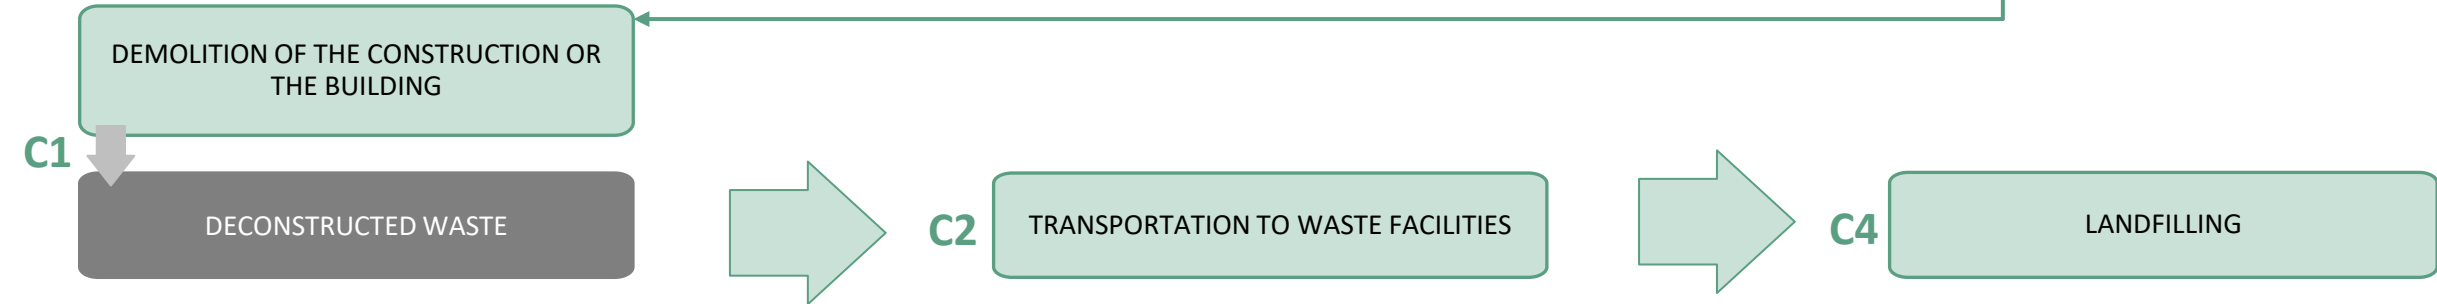 DEMOLITION OF THE CONSTRUCTION OR
THE BUILDING
C1
DECONSTRUCTED WASTE
C2
TRANSPORTATION TO WASTE FACILITIES
C4
LANDFILLING